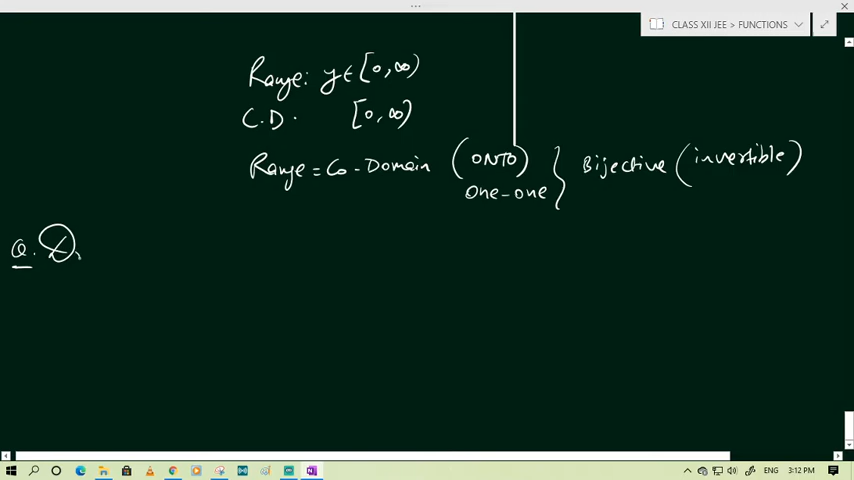 CLASS XII JEE > FUNCTIONS
Range: y ∈ [0, ∞)
C.D. [0, ∞)
Range = Co-Domain (ONTO) } Bijective (invertible)
One-one
Q.
ENG 3:12 PM